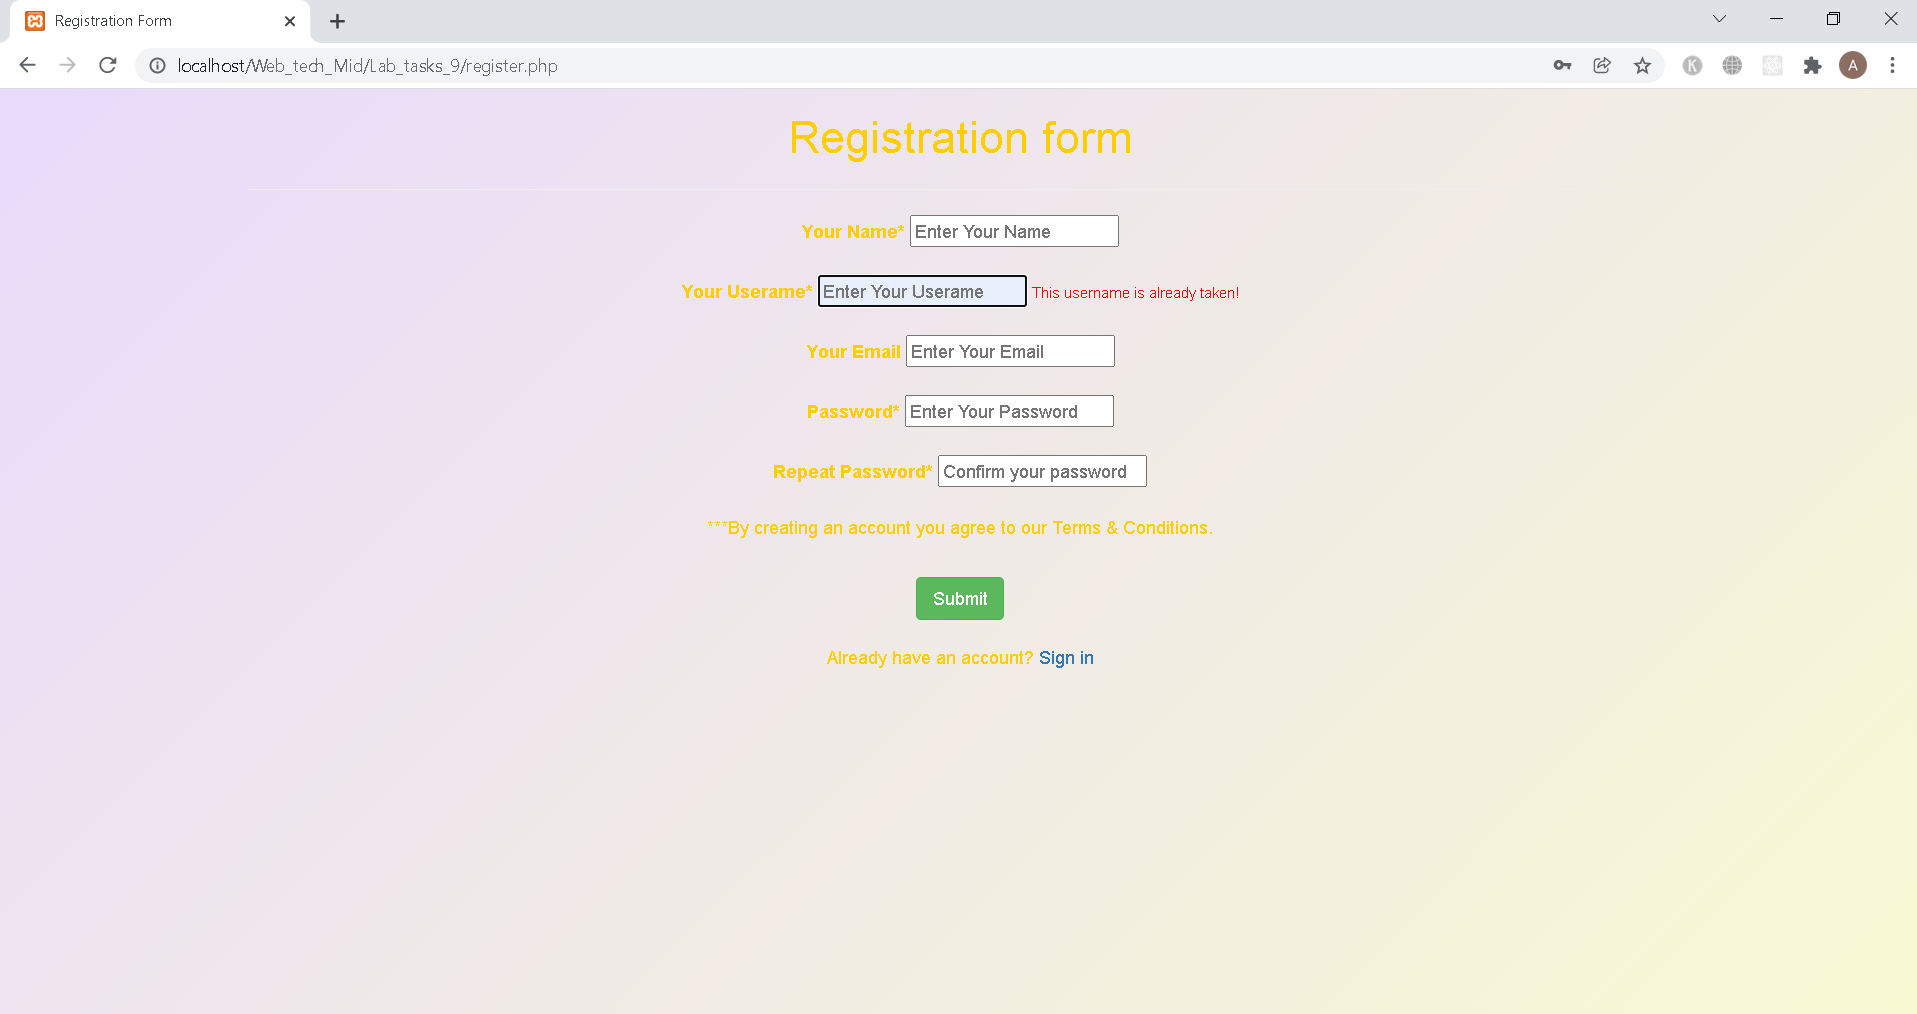 Registration Form
localhost/Web_tech_Mid/Lab_tasks_9/register.php
K
A
Registration form
Your Name* Enter Your Name
Your Userame* Enter Your Userame This username is already taken!
Your Email Enter Your Email
Password* Enter Your Password
Repeat Password* Confirm your password
***By creating an account you agree to our Terms & Conditions.
Submit
Already have an account? Sign in